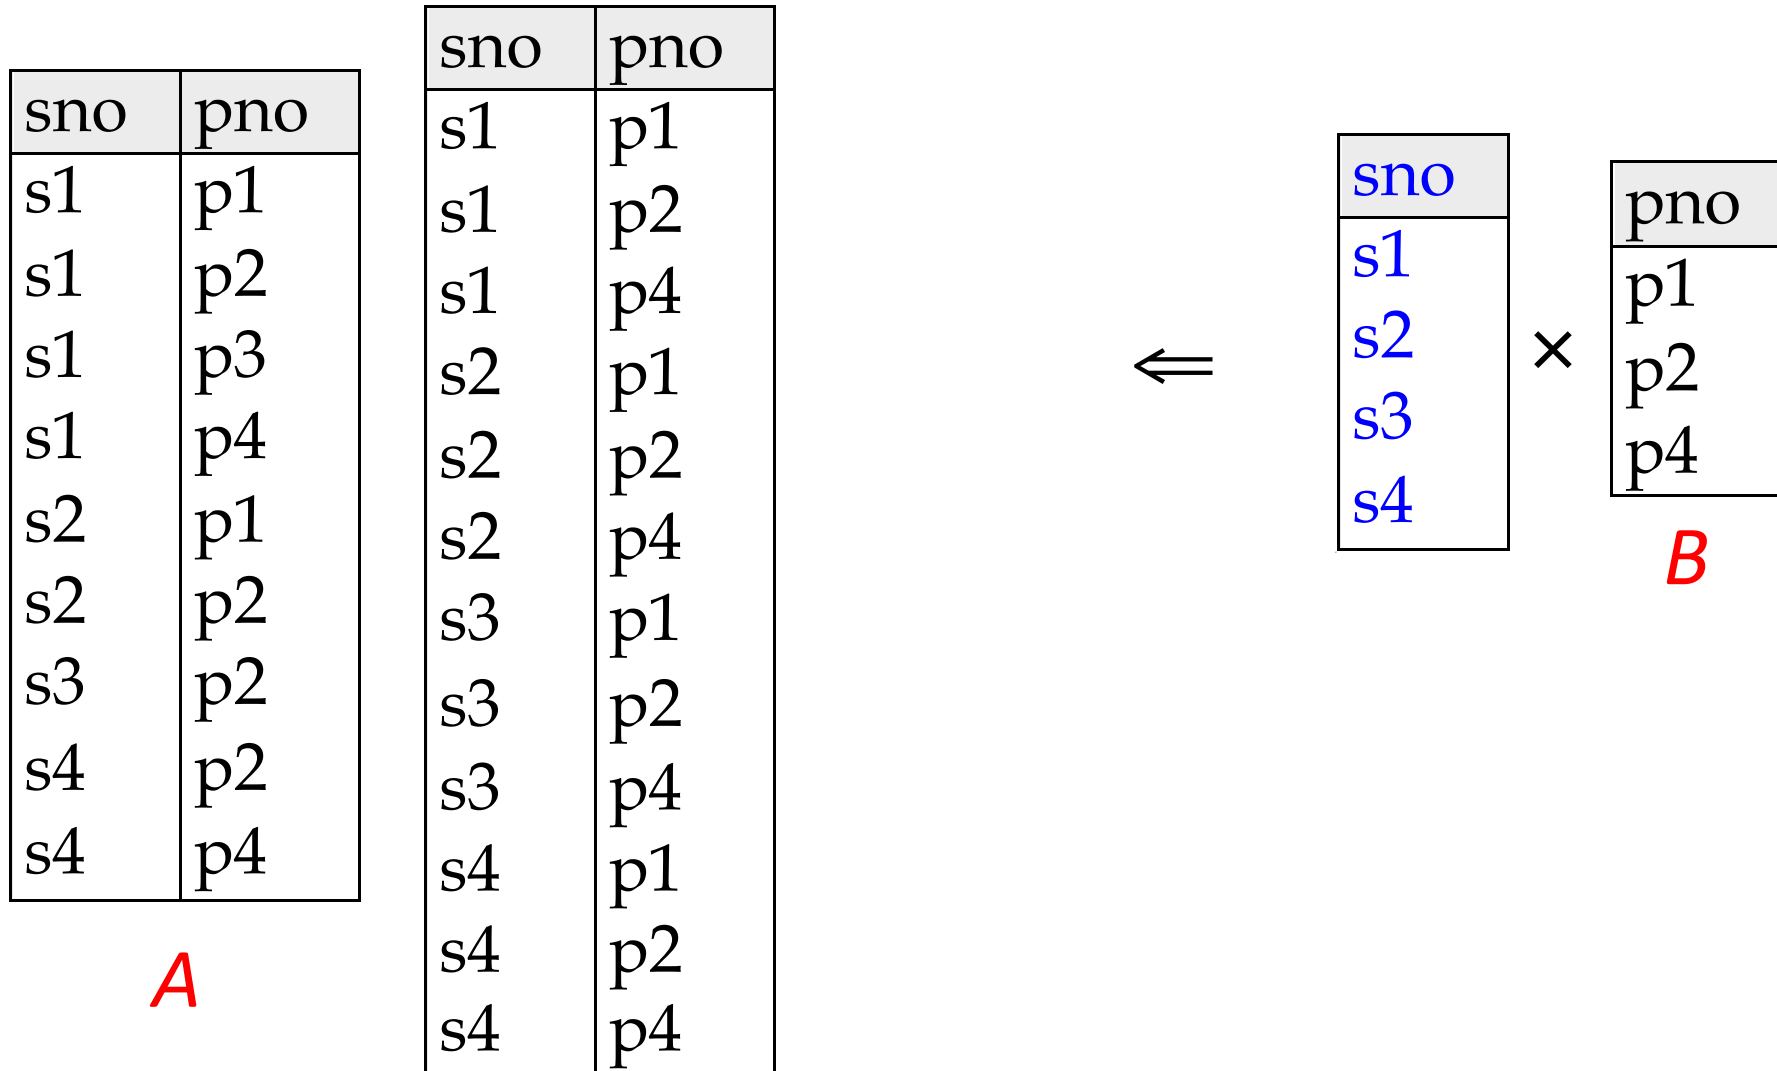 sno pno
s1 p1
s1 p2
s1 p3
s1 p4
s2 p1
s2 p2
s3 p2
s4 p2
s4 p4
A
sno pno
s1 p1
s1 p2
s1 p4
s2 p1
s2 p2
s2 p4
s3 p1
s3 p2
s3 p4
s4 p1
s4 p2
s4 p4
⇐
sno
s1
s2
s3
s4
×
pno
p1
p2
p4
B